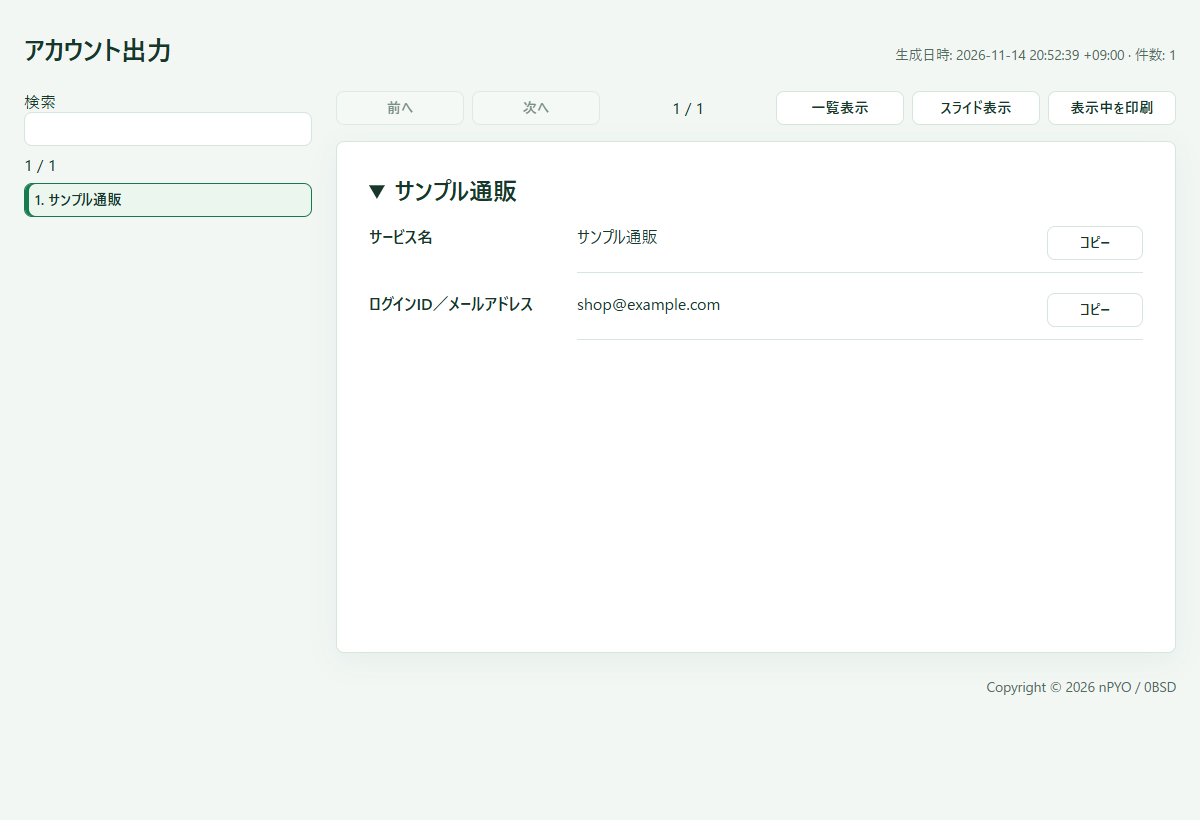 アカウント出力
生成日時: 2026-11-14 20:52:39 +09:00 · 件数: 1
検索
1 / 1
1. サンプル通販
前へ
次へ
1 / 1
一覧表示
スライド表示
表示中を印刷
▼ サンプル通販
サービス名
サンプル通販
コピー
ログインID／メールアドレス
shop@example.com
コピー
Copyright © 2026 nPYO / 0BSD